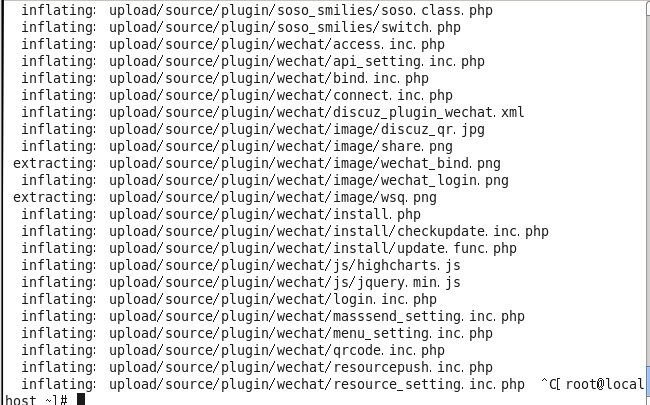 inflating: upload/source/plugin/soso_smilies/soso.class.php
inflating: upload/source/plugin/soso_smilies/switch.php
inflating: upload/source/plugin/wechat/access.inc.php
inflating: upload/source/plugin/wechat/api_setting.inc.php
inflating: upload/source/plugin/wechat/bind.inc.php
inflating: upload/source/plugin/wechat/connect.inc.php
inflating: upload/source/plugin/wechat/discuz_plugin_wechat.xml
inflating: upload/source/plugin/wechat/image/discuz_qr.jpg
inflating: upload/source/plugin/wechat/image/share.png
extracting: upload/source/plugin/wechat/image/wechat_bind.png
inflating: upload/source/plugin/wechat/image/wechat_login.png
extracting: upload/source/plugin/wechat/image/wsq.png
inflating: upload/source/plugin/wechat/install.php
inflating: upload/source/plugin/wechat/install/checkupdate.inc.php
inflating: upload/source/plugin/wechat/install/update.func.php
inflating: upload/source/plugin/wechat/js/highcharts.js
inflating: upload/source/plugin/wechat/js/jquery.min.js
inflating: upload/source/plugin/wechat/login.inc.php
inflating: upload/source/plugin/wechat/masssend_setting.inc.php
inflating: upload/source/plugin/wechat/menu_setting.inc.php
inflating: upload/source/plugin/wechat/qrcode.inc.php
inflating: upload/source/plugin/wechat/resourcepush.inc.php
inflating: upload/source/plugin/wechat/resource_setting.inc.php  ^C[root@local
host ~]#